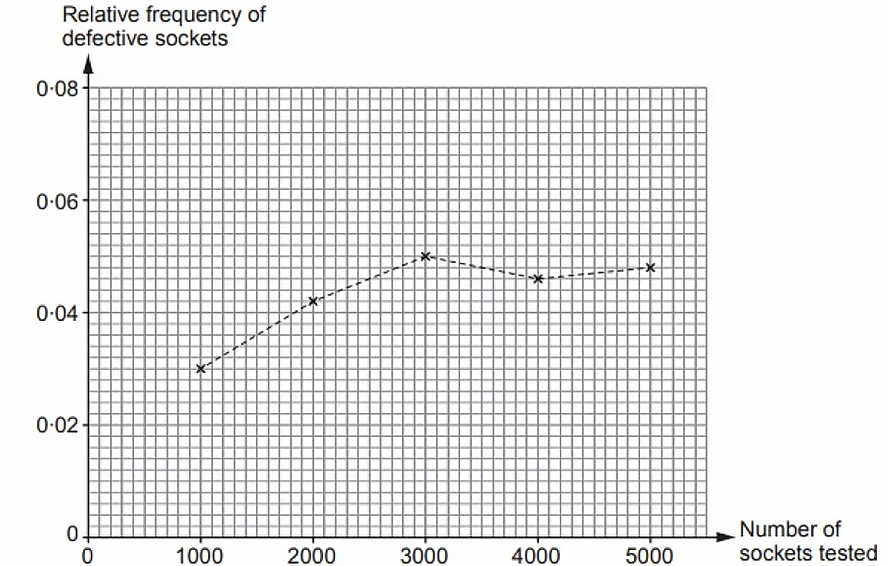 Relative frequency of
defective sockets
0·08
0·06
0·04
0·02
0
0 1000 2000 3000 4000 5000
Number of
sockets tested